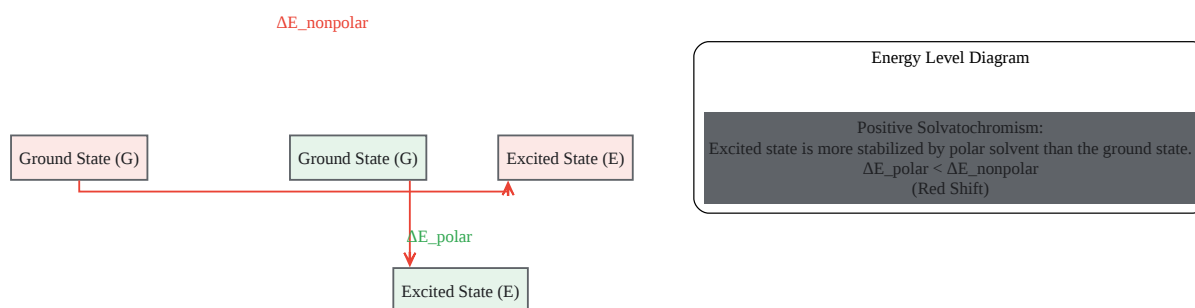 ΔE_nonpolar
Energy Level Diagram
Ground State (G)
Ground State (G)
Excited State (E)
Positive Solvatochromism:
Excited state is more stabilized by polar solvent than the ground state.
ΔE_polar < ΔE_nonpolar
(Red Shift)
ΔE_polar
Excited State (E)